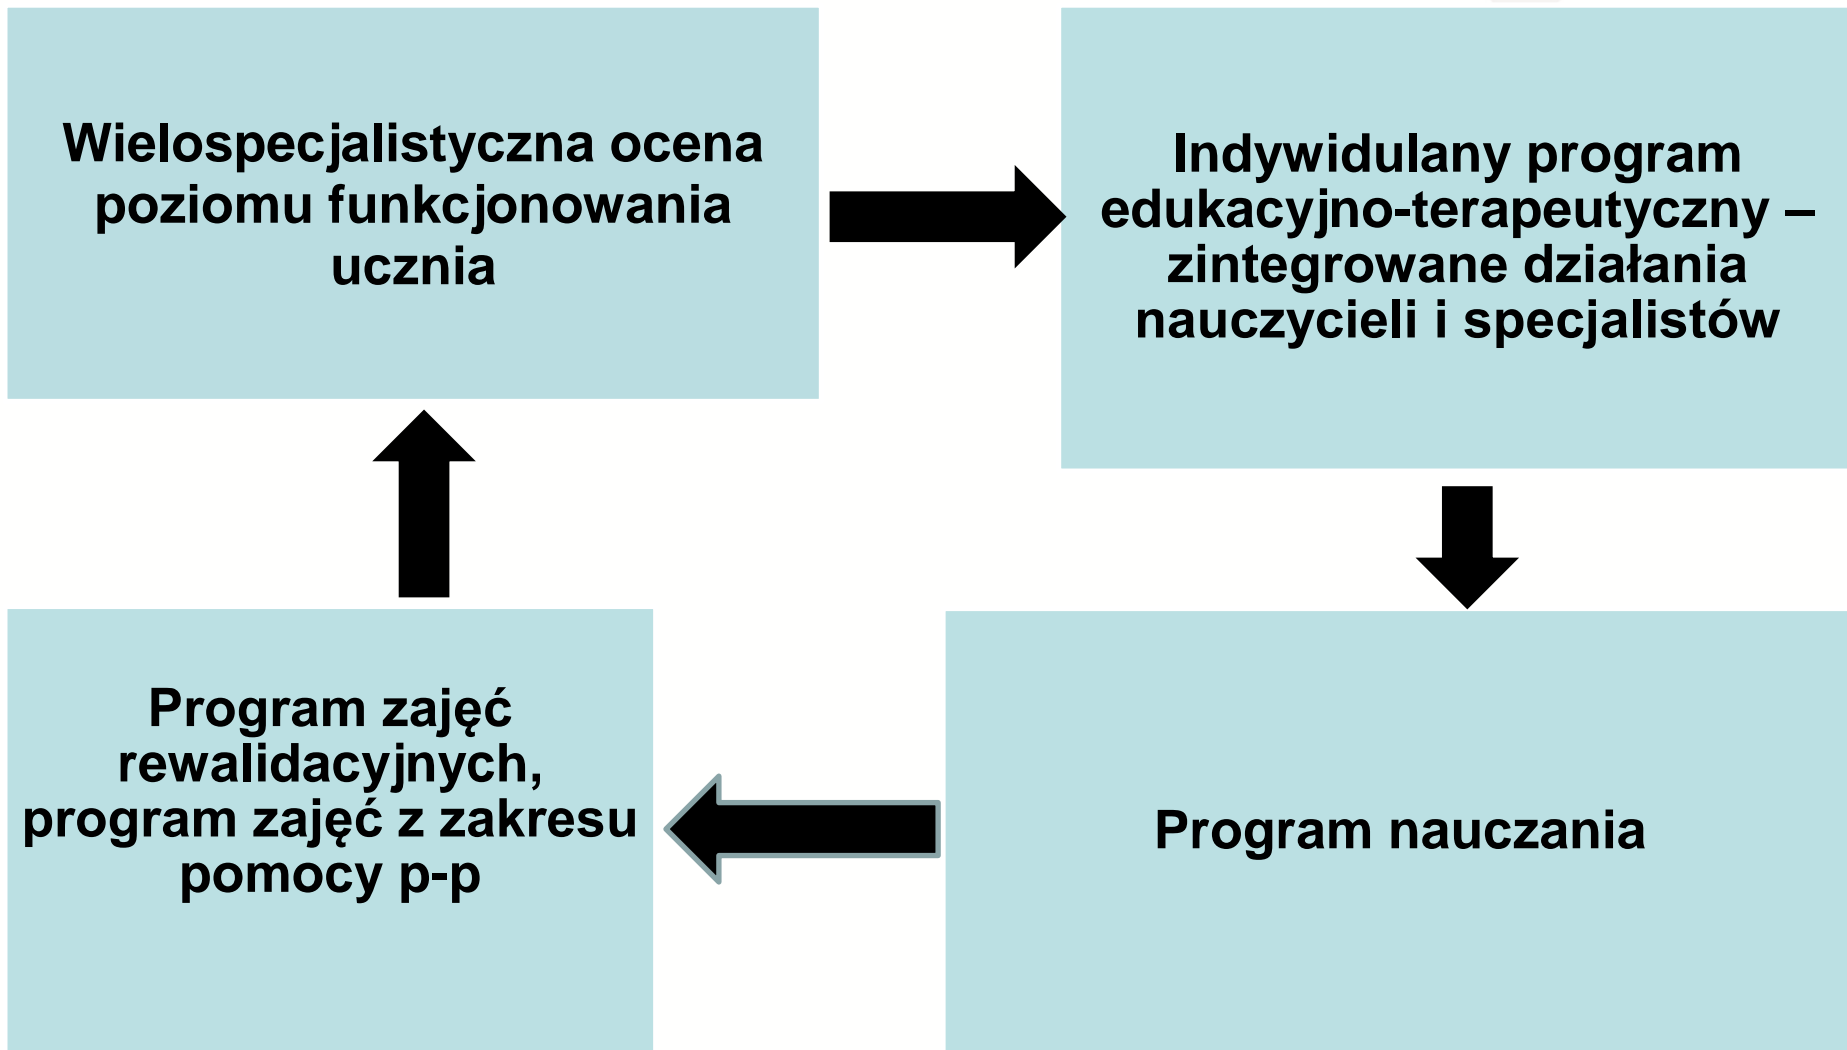 Wielospecjalistyczna ocena
poziomu funkcjonowania
ucznia
Indywidulany program
edukacyjno-terapeutyczny –
zintegrowane działania
nauczycieli i specjalistów
Program zajęć
rewalidacyjnych,
program zajęć z zakresu
pomocy p-p
Program nauczania